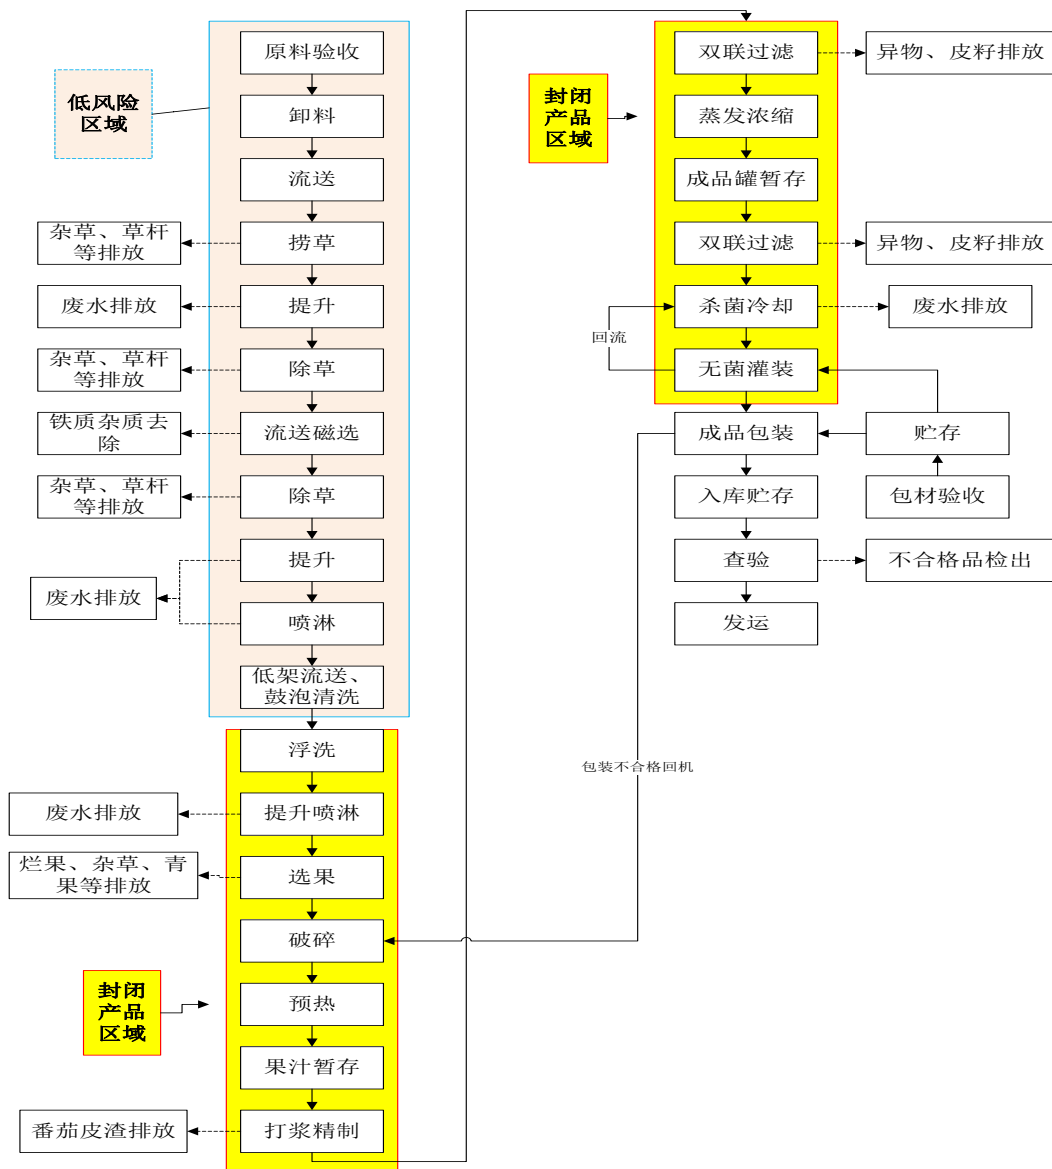 原料验收
低风险
区域
卸料
流送
杂草、草杆
等排放
捞草
废水排放
提升
杂草、草杆
等排放
除草
铁质杂质去
除
流送磁选
杂草、草杆
等排放
除草
提升
废水排放
喷淋
低架流送、
鼓泡清洗
浮洗
废水排放
提升喷淋
烂果、杂草、青
果等排放
选果
破碎
封闭
产品
区域
预热
果汁暂存
番茄皮渣排放
打浆精制
双联过滤
异物、皮籽排放
封闭
产品
区域
蒸发浓缩
成品罐暂存
双联过滤
异物、皮籽排放
杀菌冷却
废水排放
回流
无菌灌装
成品包装
贮存
入库贮存
包材验收
查验
不合格品检出
发运
包装不合格回机